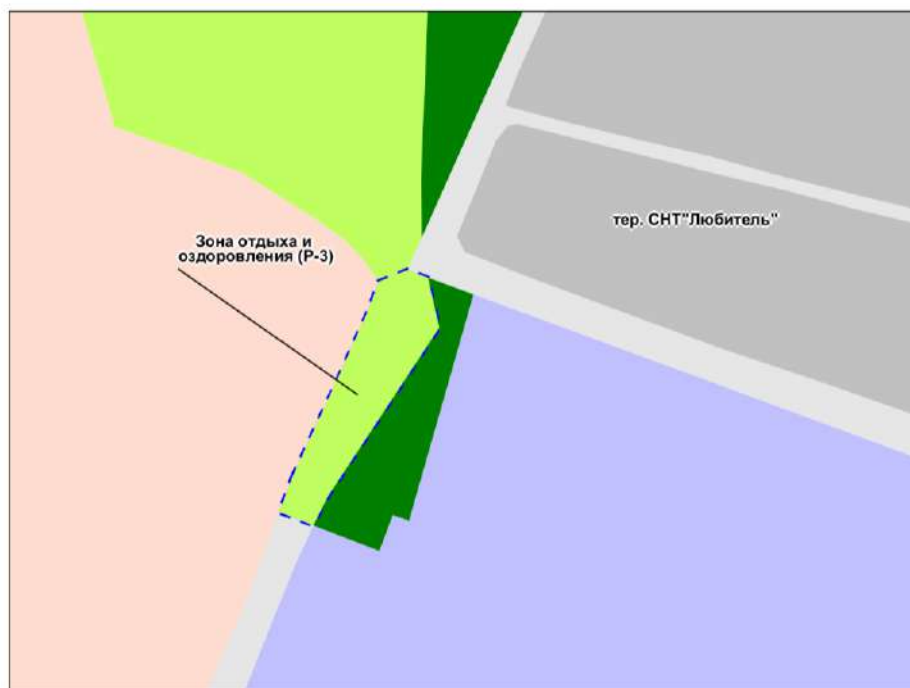 тер. СНТ"Любитель"
Зона отдыха и
оздоровления (Р-3)